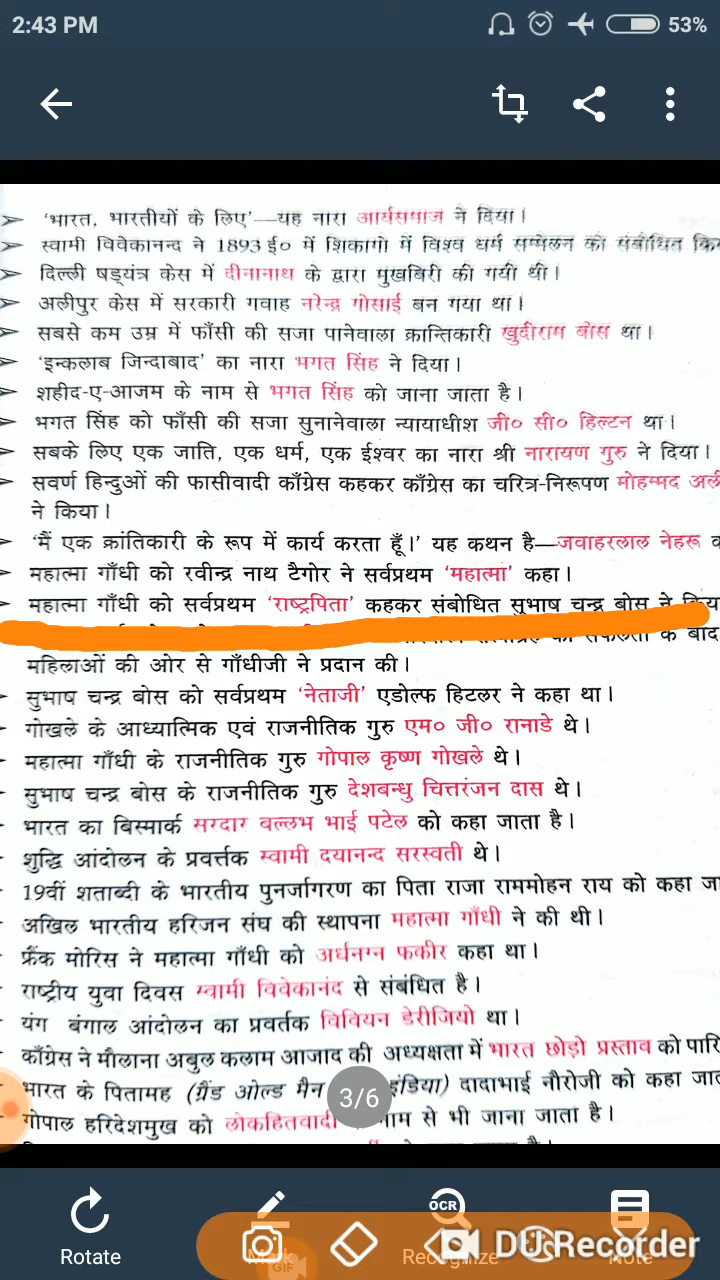 2:43 PM
53%
'भारत, भारतीयों के लिए'—यह नारा आर्यसमाज ने दिया।
स्वामी विवेकानन्द ने 1893 ई० में शिकागो में विश्व धर्म सम्मेलन को संबोधित
दिल्ली षड्यंत्र केस में दीनानाथ के द्वारा मुखबिरी की गयी थी।
अलीपुर केस में सरकारी गवाह नरेन्द्र गोसाई बन गया था।
सबसे कम उम्र में फाँसी की सजा पानेवाला क्रान्तिकारी खुदीराम बोस था।
'इन्कलाब जिन्दाबाद' का नारा भगत सिंह ने दिया।
शहीद-ए-आजम के नाम से भगत सिंह को जाना जाता है।
भगत सिंह को फाँसी की सजा सुनानेवाला न्यायाधीश जी० सी० हिल्टन था।
सबके लिए एक जाति, एक धर्म, एक ईश्वर का नारा श्री नारायण गुरु ने दिया।
सवर्ण हिन्दुओं की फासीवादी काँग्रेस कहकर काँग्रेस का चरित्र-निरूपण मोहम्मद अली
ने किया।
'मैं एक क्रांतिकारी के रूप में कार्य करता हूँ।' यह कथन है—जवाहरलाल नेहरू
महात्मा गाँधी को रवीन्द्र नाथ टैगोर ने सर्वप्रथम 'महात्मा' कहा।
महात्मा गाँधी को सर्वप्रथम 'राष्ट्रपिता' कहकर संबोधित सुभाष चन्द्र बोस ने
सफलता के बाद
महिलाओं की ओर से गाँधीजी ने प्रदान की।
सुभाष चन्द्र बोस को सर्वप्रथम 'नेताजी' एडोल्फ हिटलर ने कहा था।
गोखले के आध्यात्मिक एवं राजनीतिक गुरु एम० जी० रानाडे थे।
महात्मा गाँधी के राजनीतिक गुरु गोपाल कृष्ण गोखले थे।
सुभाष चन्द्र बोस के राजनीतिक गुरु देशबन्धु चित्तरंजन दास थे।
भारत का बिस्मार्क सरदार बल्लभ भाई पटेल को कहा जाता है।
शुद्धि आंदोलन के प्रवर्त्तक स्वामी दयानन्द सरस्वती थे।
19वीं शताब्दी के भारतीय पुनर्जागरण का पिता राजा राममोहन राय को कहा
अखिल भारतीय हरिजन संघ की स्थापना महात्मा गाँधी ने की थी।
फ्रैंक मोरिस ने महात्मा गाँधी को अर्धनग्न फकीर कहा था।
राष्ट्रीय युवा दिवस स्वामी विवेकानंद से संबंधित है।
यंग बंगाल आंदोलन का प्रवर्तक विवियन डेरीजियो था।
काँग्रेस ने मौलाना अबुल कलाम आजाद की अध्यक्षता में भारत छोड़ो प्रस्ताव को
भारत के पितामह (ग्रैंड ओल्ड मैन इंडिया) दादाभाई नौरोजी को कहा
3/6
गोपाल हरिदेशमुख को लोकहितवादी नाम से भी जाना जाता है।
OCR
Rotate
GIF
DU Recorder